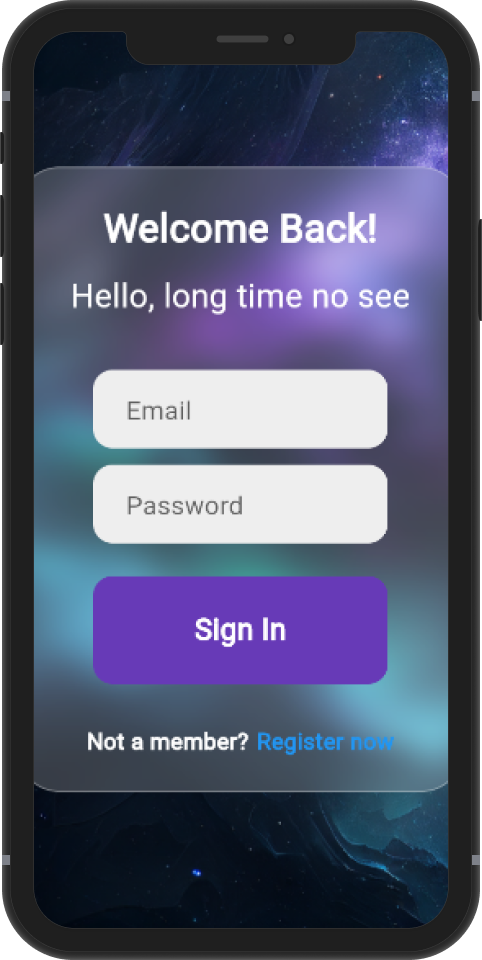 Welcome Back!
Hello, long time no see
Email
Password
Sign In
Not a member? Register now